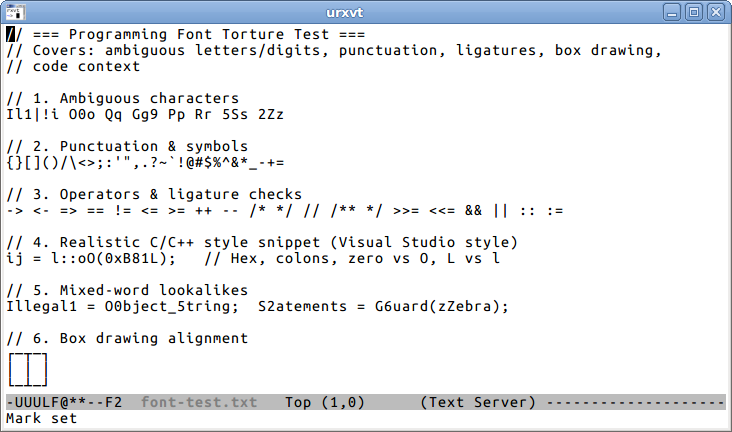 urxvt
// === Programming Font Torture Test ===
// Covers: ambiguous letters/digits, punctuation, ligatures, box drawing,
// code context
// 1. Ambiguous characters
Il1|!i O0o Qq Gg9 Pp Rr 5Ss 2Zz
// 2. Punctuation & symbols
{}[]()/\<>;:'",.?~`!@#$%^&*_-+=
// 3. Operators & ligature checks
-> <- => == != <= >= ++ -- /* */ // /** */ >>= <<= && || :: :=
// 4. Realistic C/C++ style snippet (Visual Studio style)
ij = l::oO(0xB81L);   // Hex, colons, zero vs O, L vs l
// 5. Mixed-word lookalikes
Illegal1 = O0bject_5tring;  S2atements = G6uard(zZebra);
// 6. Box drawing alignment
┌─┬─┐
│ │ │
└─┴─┘
-UUULF@**--F2  font-test.txt   Top (1,0)      (Text Server) --------------------
Mark set